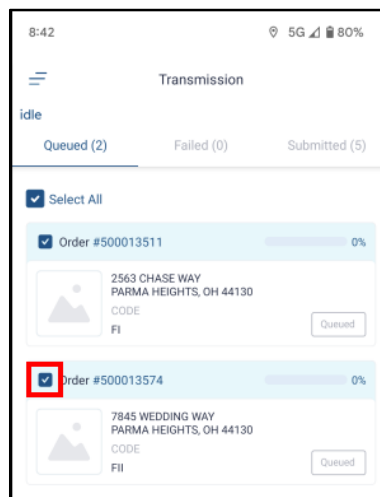 8:42 5G 80%
Transmission
idle
Queued (2) Failed (0) Submitted (5)
Select All
Order #500013511 0%
2563 CHASE WAY
PARMA HEIGHTS, OH 44130
CODE
FI
Queued
Order #500013574 0%
7845 WEDDING WAY
PARMA HEIGHTS, OH 44130
CODE
FII
Queued